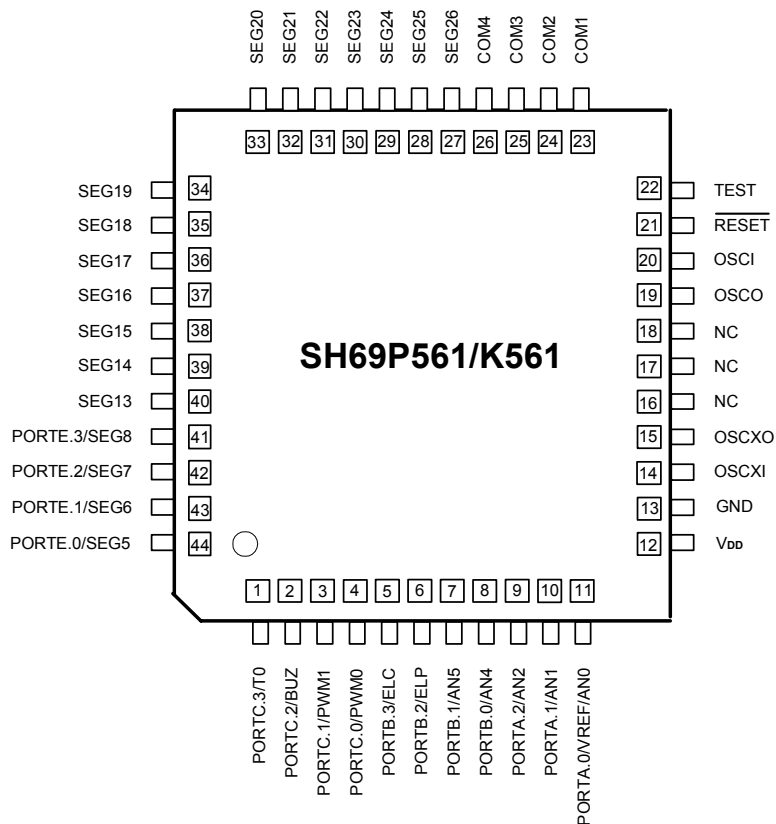 SEG20
SEG21
SEG22
SEG23
SEG24
SEG25
SEG26
COM4
COM3
COM2
COM1
33
32
31
30
29
28
27
26
25
24
23
SEG19
34
22
TEST
SEG18
35
21
RESET
SEG17
36
20
OSCI
SEG16
37
19
OSCO
SEG15
38
SH69P561/K561
18
NC
SEG14
39
17
NC
SEG13
40
16
NC
PORTE.3/SEG8
41
15
OSCXO
PORTE.2/SEG7
42
14
OSCXI
PORTE.1/SEG6
43
13
GND
PORTE.0/SEG5
44
12
VDD
1
2
3
4
5
6
7
8
9
10
11
PORTC.3/T0
PORTC.2/BUZ
PORTC.1/PWM1
PORTC.0/PWM0
PORTB.3/ELC
PORTB.2/ELP
PORTB.1/AN5
PORTB.0/AN4
PORTA.2/AN2
PORTA.1/AN1
PORTA.0/VREF/AN0